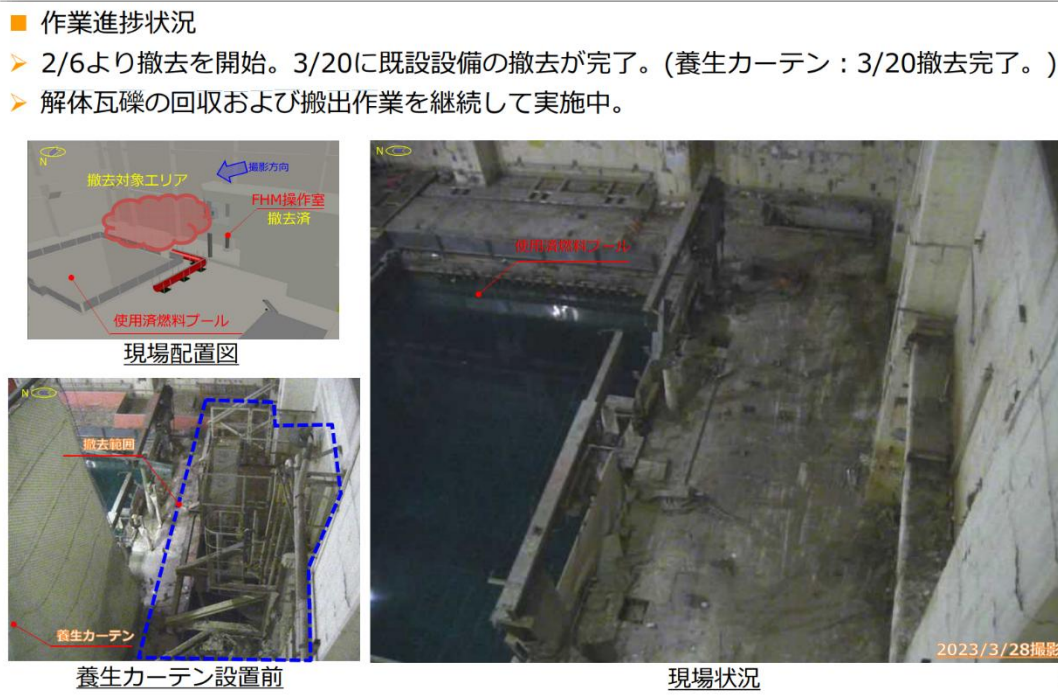 ■ 作業進捗状況
➢ 2/6より撤去を開始。3/20に既設設備の撤去が完了。(養生カーテン：3/20撤去完了。)
➢ 解体瓦礫の回収および搬出作業を継続して実施中。
N
撮影方向
撤去対象エリア
FHM操作室
撤去済
使用済燃料プール
現場配置図
N
撤去範囲
養生カーテン
養生カーテン設置前
N
使用済燃料プール
2023/3/28撮影
現場状況